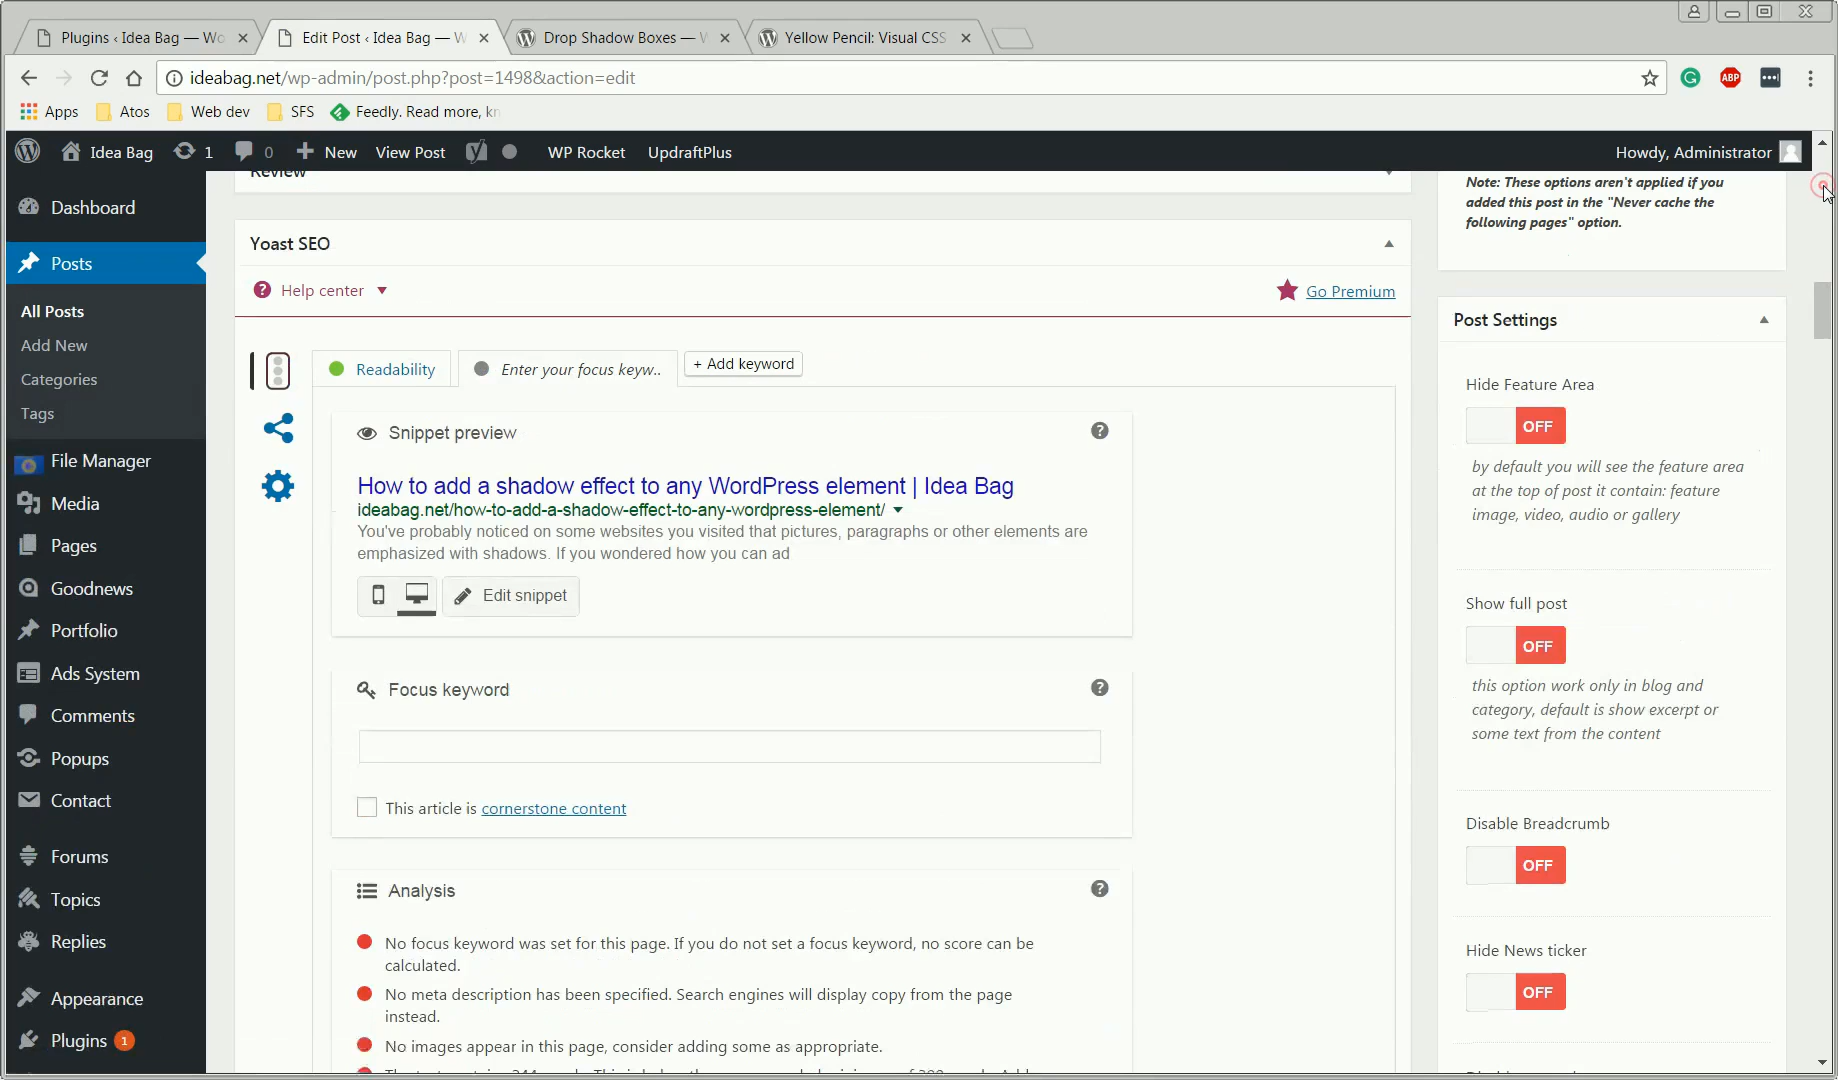 Plugins ‹ Idea Bag — Wo
Edit Post ‹ Idea Bag — W
Drop Shadow Boxes — W
Yellow Pencil: Visual CSS
ideabag.net/wp-admin/post.php?post=1498&action=edit
ABP
Apps
Atos
Web dev
SFS
Feedly. Read more, kn
Idea Bag
1
0
New
View Post
WP Rocket
UpdraftPlus
Howdy, Administrator
Dashboard
Posts
All Posts
Add New
Categories
Tags
File Manager
Media
Pages
Goodnews
Portfolio
Ads System
Comments
Popups
Contact
Forums
Topics
Replies
Appearance
Plugins 1
Review
Yoast SEO
Help center
Go Premium
Readability
Enter your focus keyw..
+ Add keyword
Snippet preview
How to add a shadow effect to any WordPress element | Idea Bag
ideabag.net/how-to-add-a-shadow-effect-to-any-wordpress-element/
You've probably noticed on some websites you visited that pictures, paragraphs or other elements are
emphasized with shadows. If you wondered how you can ad
Edit snippet
Focus keyword
This article is cornerstone content
Analysis
No focus keyword was set for this page. If you do not set a focus keyword, no score can be
calculated.
No meta description has been specified. Search engines will display copy from the page
instead.
No images appear in this page, consider adding some as appropriate.
Note: These options aren't applied if you
added this post in the "Never cache the
following pages" option.
Post Settings
Hide Feature Area
OFF
by default you will see the feature area
at the top of post it contain: feature
image, video, audio or gallery
Show full post
OFF
this option work only in blog and
category, default is show excerpt or
some text from the content
Disable Breadcrumb
OFF
Hide News ticker
OFF